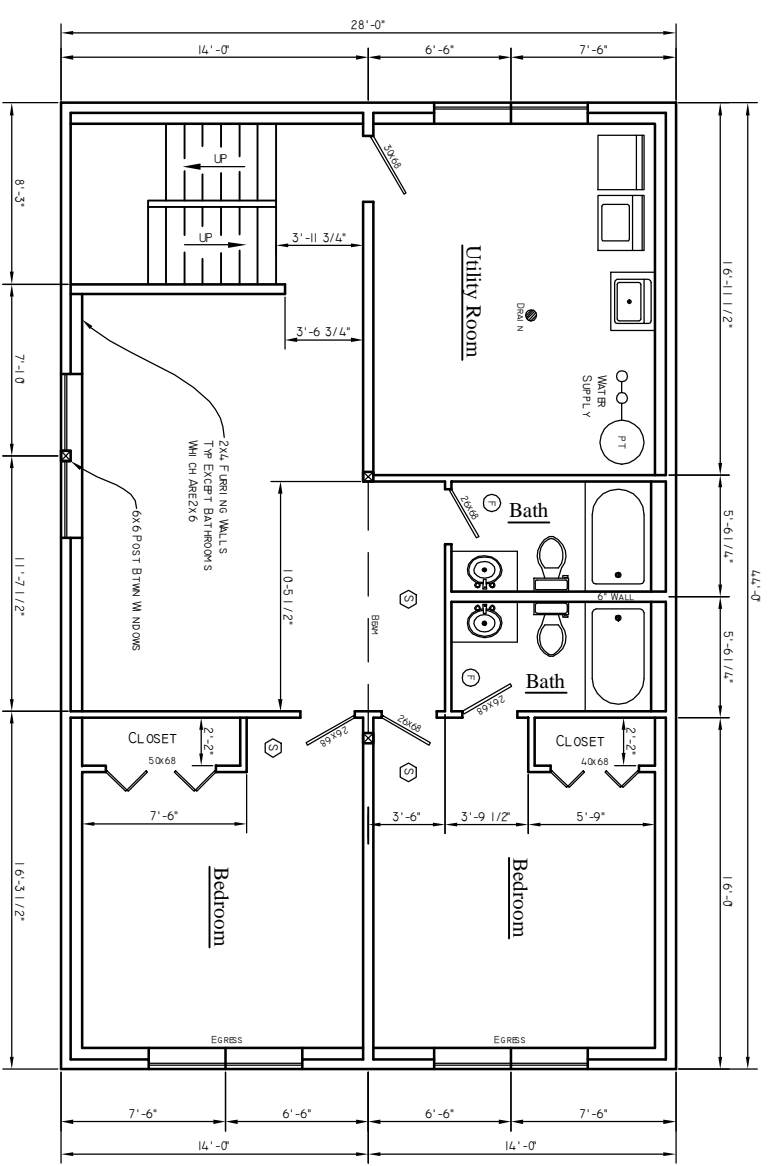 28'-0"
14'-0"
6'-6"
7'-6"
8'-3"
7'-10"
11'-7 1/2"
16'-3 1/2"
16'-11 1/2"
5'-6 1/4"
5'-6 1/4"
16'-0"
44'-0"
UP
UP
3'-11 3/4"
3'-6 3/4"
30x68
Utility Room
DRAIN
WATER
SUPPLY
PT
2X4 FURRING WALLS
TYP EXCEPT BATHROOMS
WHICH ARE 2X6
6X6 POST BTWN WINDOWS
10-5 1/2"
BEAM
26x68
F
Bath
6" WALL
F
Bath
26x68
S
S
S
26x68
26x68
CLOSET
2'-2"
50x68
CLOSET
2'-2"
40x68
7'-6"
3'-6"
3'-9 1/2"
5'-9"
Bedroom
Bedroom
EGRESS
EGRESS
7'-6"
6'-6"
6'-6"
7'-6"
14'-0"
14'-0"